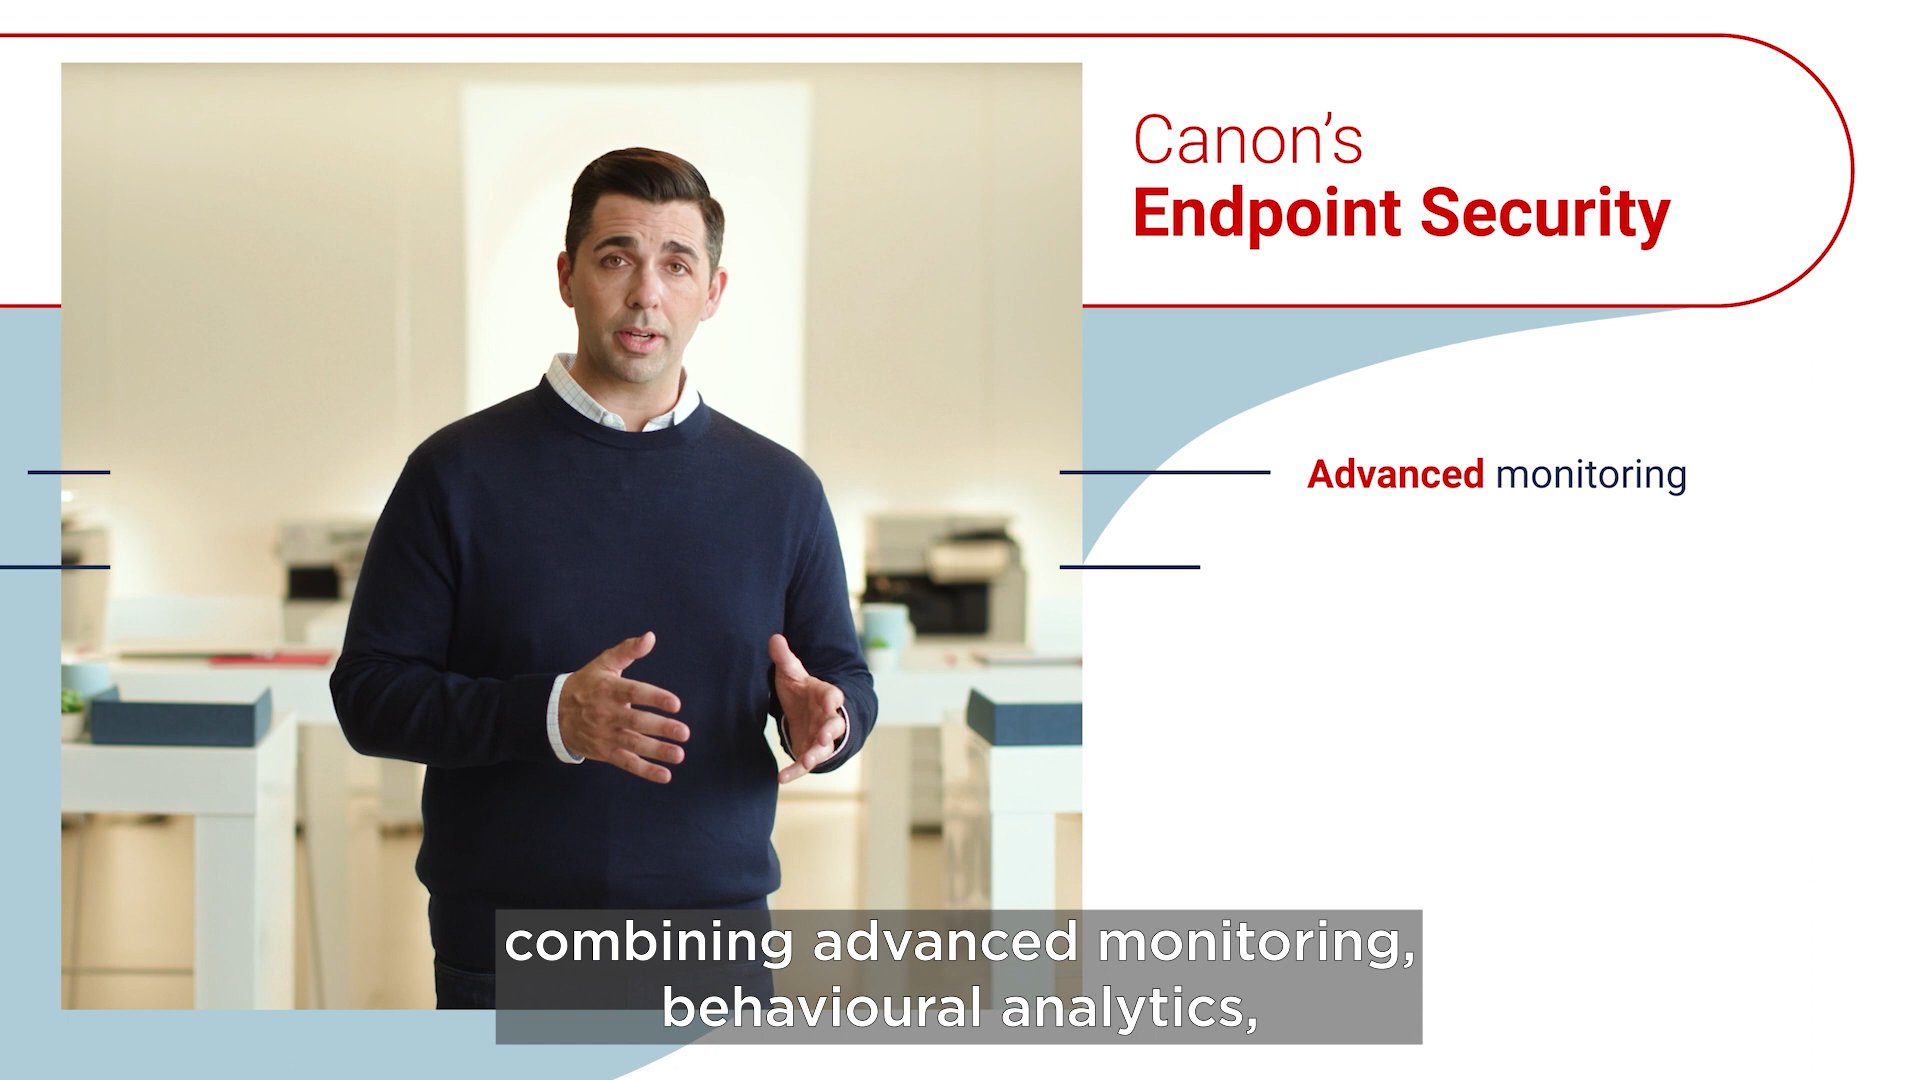 Canon’s
Endpoint Security
Advanced monitoring
combining advanced monitoring,
behavioural analytics,